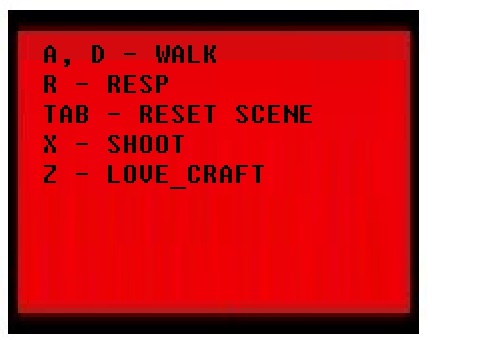 A, D - WALK
R - RESP
TAB - RESET SCENE
X - SHOOT
Z - LOVE_CRAFT